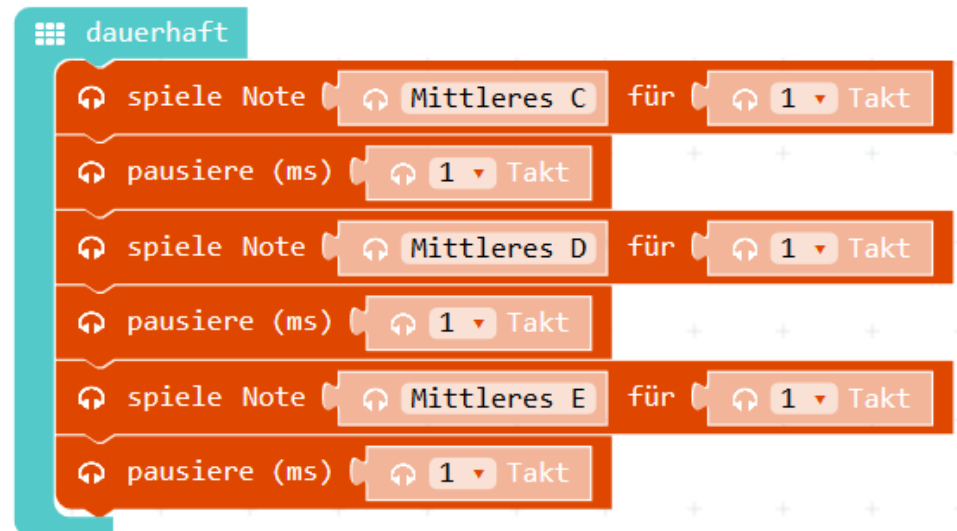 dauerhaft
spiele Note Mittleres C für 1 Takt
pausiere (ms) 1 Takt
spiele Note Mittleres D für 1 Takt
pausiere (ms) 1 Takt
spiele Note Mittleres E für 1 Takt
pausiere (ms) 1 Takt